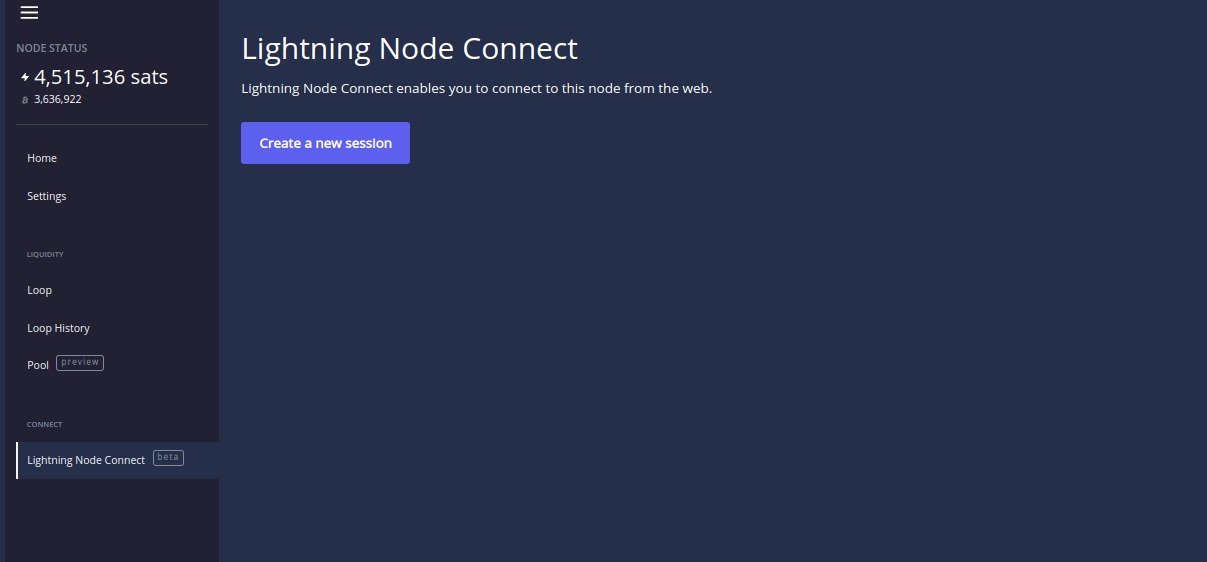 NODE STATUS
4,515,136 sats
3,636,922
Home
Settings
LIQUIDITY
Loop
Loop History
Pool preview
CONNECT
Lightning Node Connect beta
Lightning Node Connect
Lightning Node Connect enables you to connect to this node from the web.
Create a new session